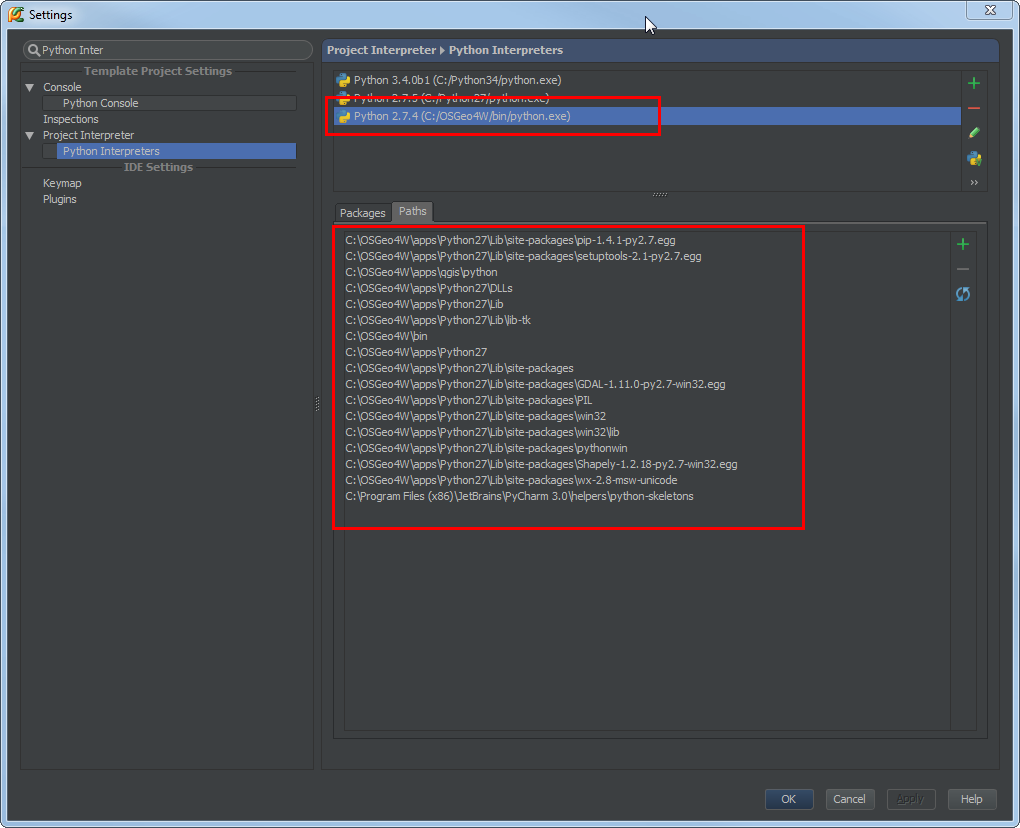 Settings
Python Inter
Template Project Settings
Console
Python Console
Inspections
Project Interpreter
Python Interpreters
IDE Settings
Keymap
Plugins
Project Interpreter Python Interpreters
Python 3.4.0b1 (C:/Python34/python.exe)
Python 2.7.5 (C:/Python27/python.exe)
Python 2.7.4 (C:/OSGeo4W/bin/python.exe)
Packages
Paths
C:\OSGeo4W\apps\Python27\Lib\site-packages\pip-1.4.1-py2.7.egg
C:\OSGeo4W\apps\Python27\Lib\site-packages\setuptools-2.1-py2.7.egg
C:\OSGeo4W\apps\qgis\python
C:\OSGeo4W\apps\Python27\DLLs
C:\OSGeo4W\apps\Python27\Lib
C:\OSGeo4W\apps\Python27\Lib\lib-tk
C:\OSGeo4W\bin
C:\OSGeo4W\apps\Python27
C:\OSGeo4W\apps\Python27\Lib\site-packages
C:\OSGeo4W\apps\Python27\Lib\site-packages\GDAL-1.11.0-py2.7-win32.egg
C:\OSGeo4W\apps\Python27\Lib\site-packages\PIL
C:\OSGeo4W\apps\Python27\Lib\site-packages\win32
C:\OSGeo4W\apps\Python27\Lib\site-packages\win32\lib
C:\OSGeo4W\apps\Python27\Lib\site-packages\pythonwin
C:\OSGeo4W\apps\Python27\Lib\site-packages\Shapely-1.2.18-py2.7-win32.egg
C:\OSGeo4W\apps\Python27\Lib\site-packages\wx-2.8-msw-unicode
C:\Program Files (x86)\JetBrains\PyCharm 3.0\helpers\python-skeletons
OK
Cancel
Apply
Help